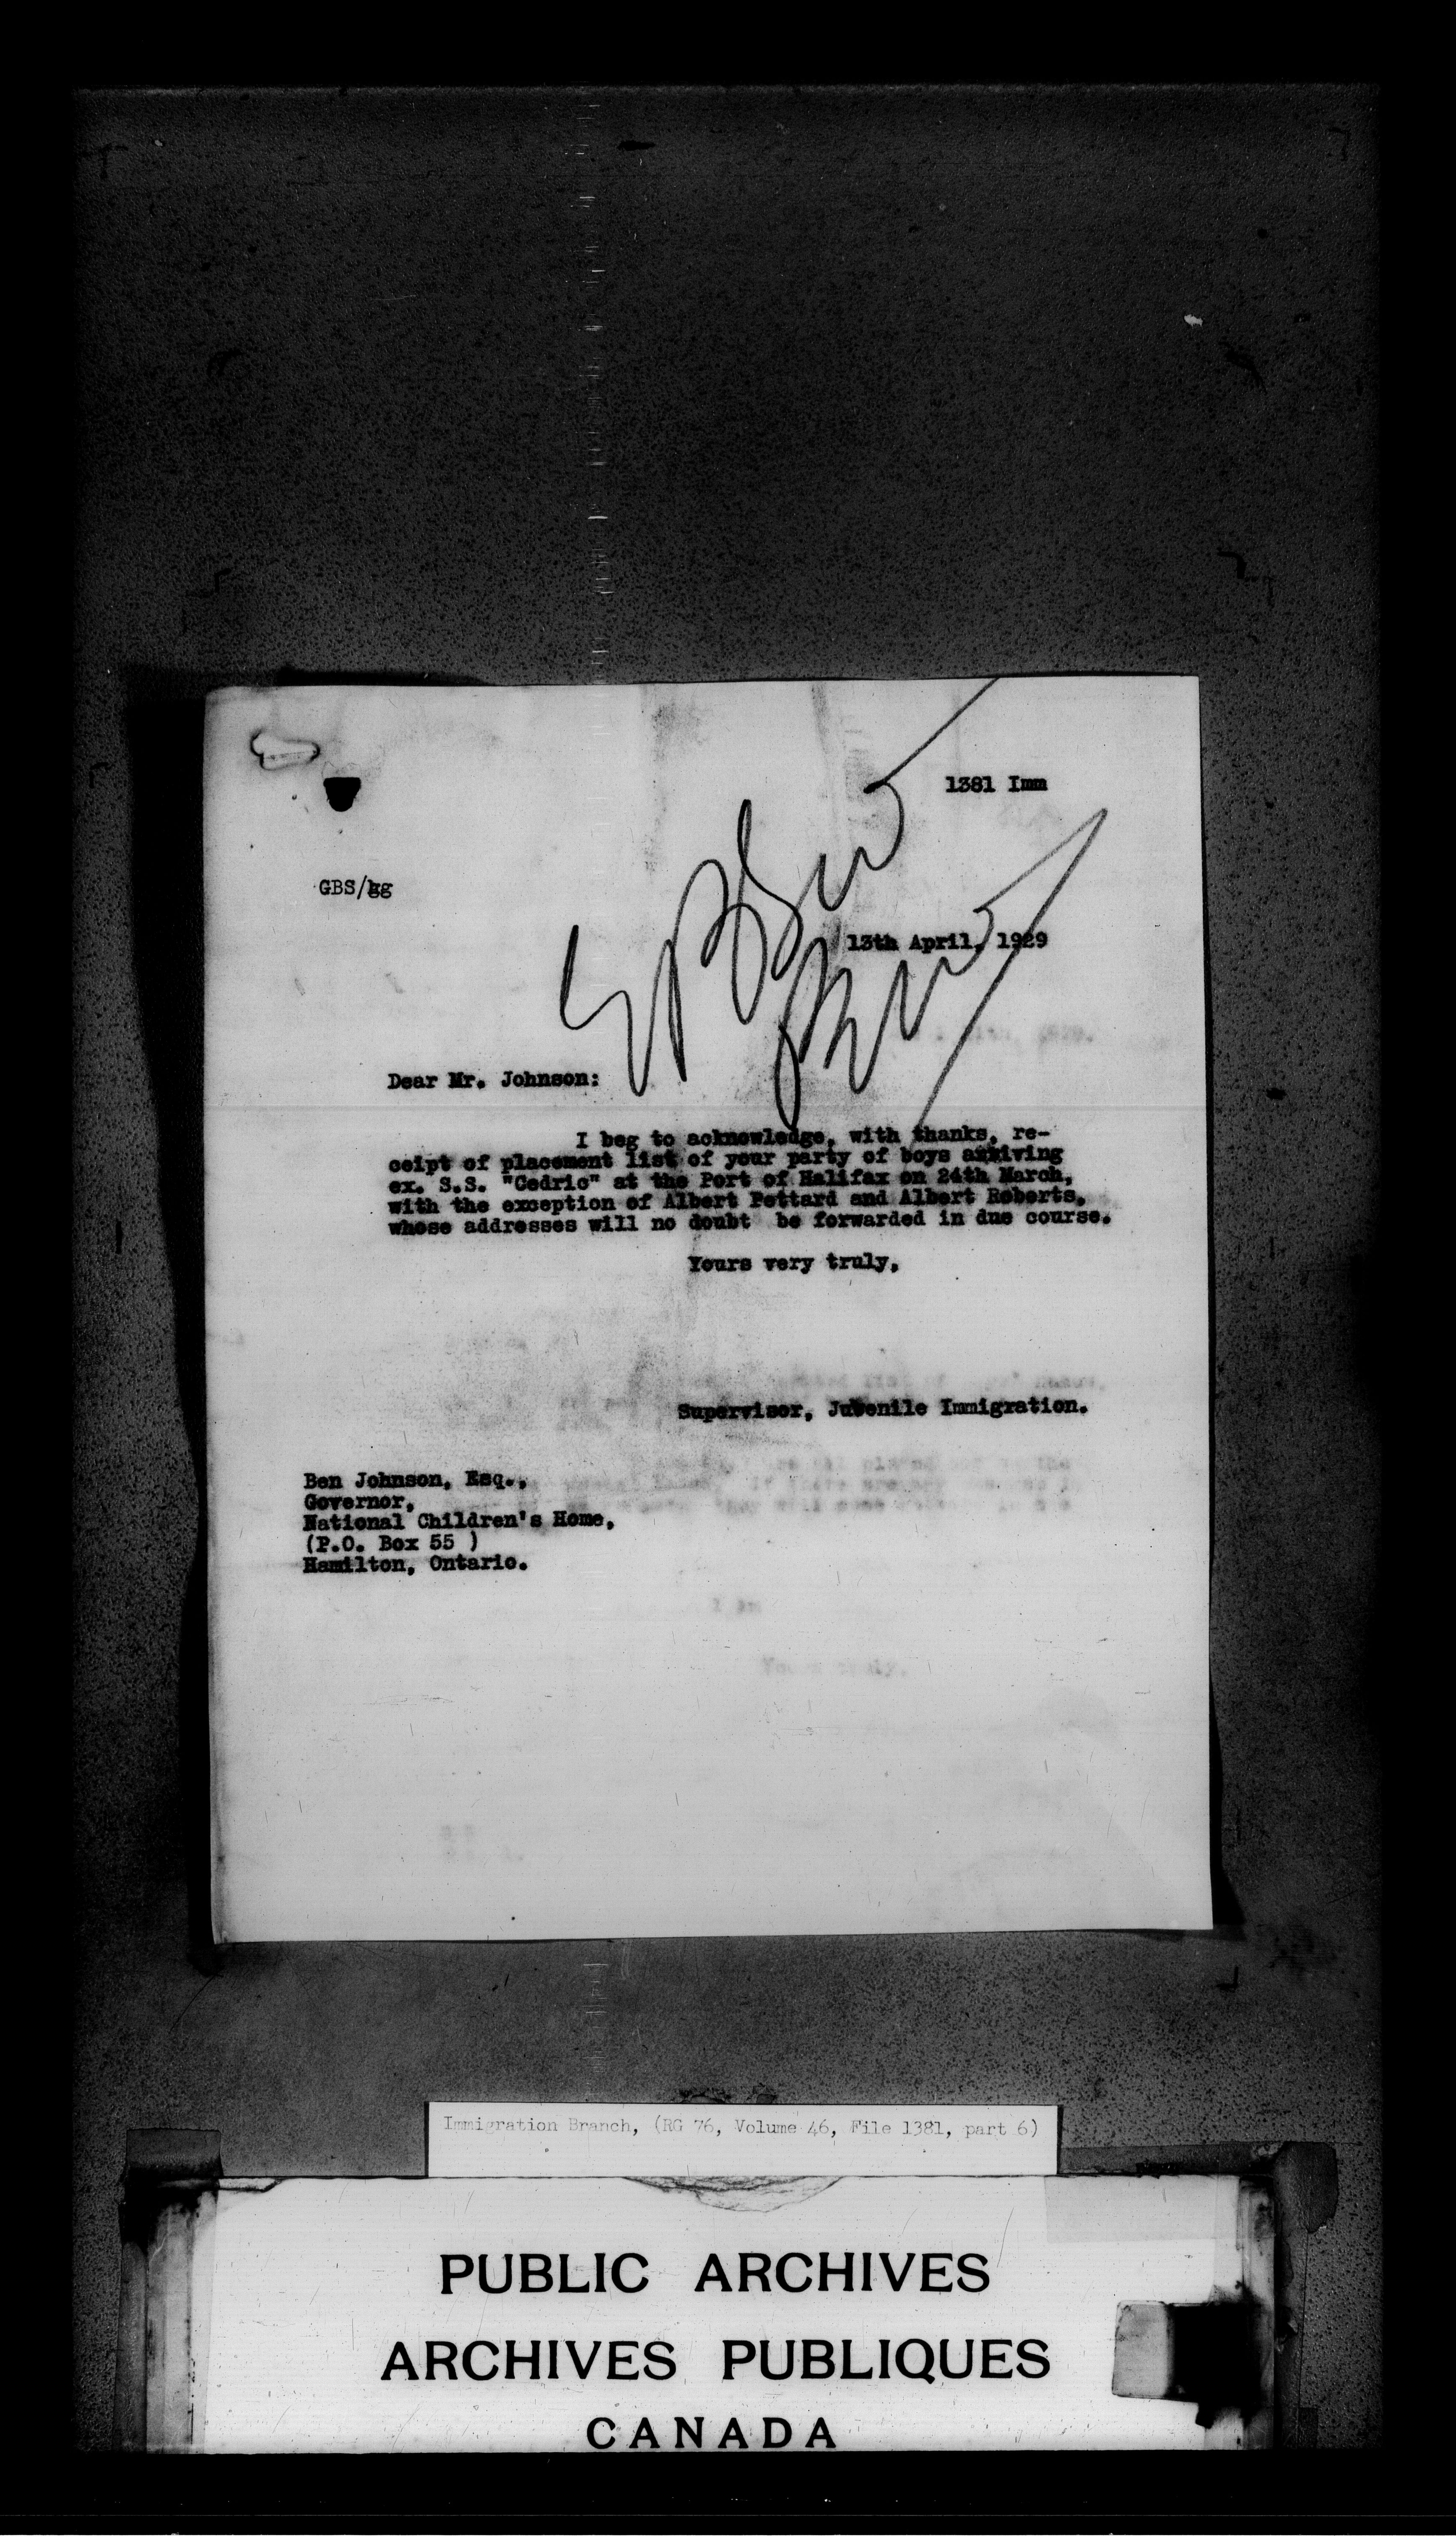 1381 Imm
GBS/gg
13th April, 1929
Dear Mr. Johnson:
I beg to acknowledge, with thanks, re-
ceipt of placement list of your party of boys arriving
ex. S.S. "Cedric" at the Port of Halifax on 24th March,
with the exception of Albert Pettard and Albert Roberts,
whose addresses will no doubt be forwarded in due course.
Yours very truly,
Supervisor, Juvenile Immigration.
Ben Johnson, Esq.,
Governor,
National Children's Home,
(P.O. Box 55 )
Hamilton, Ontario.
Immigration Branch, (RG 76, Volume 46, File 1381, part 6)
PUBLIC ARCHIVES
ARCHIVES PUBLIQUES
CANADA